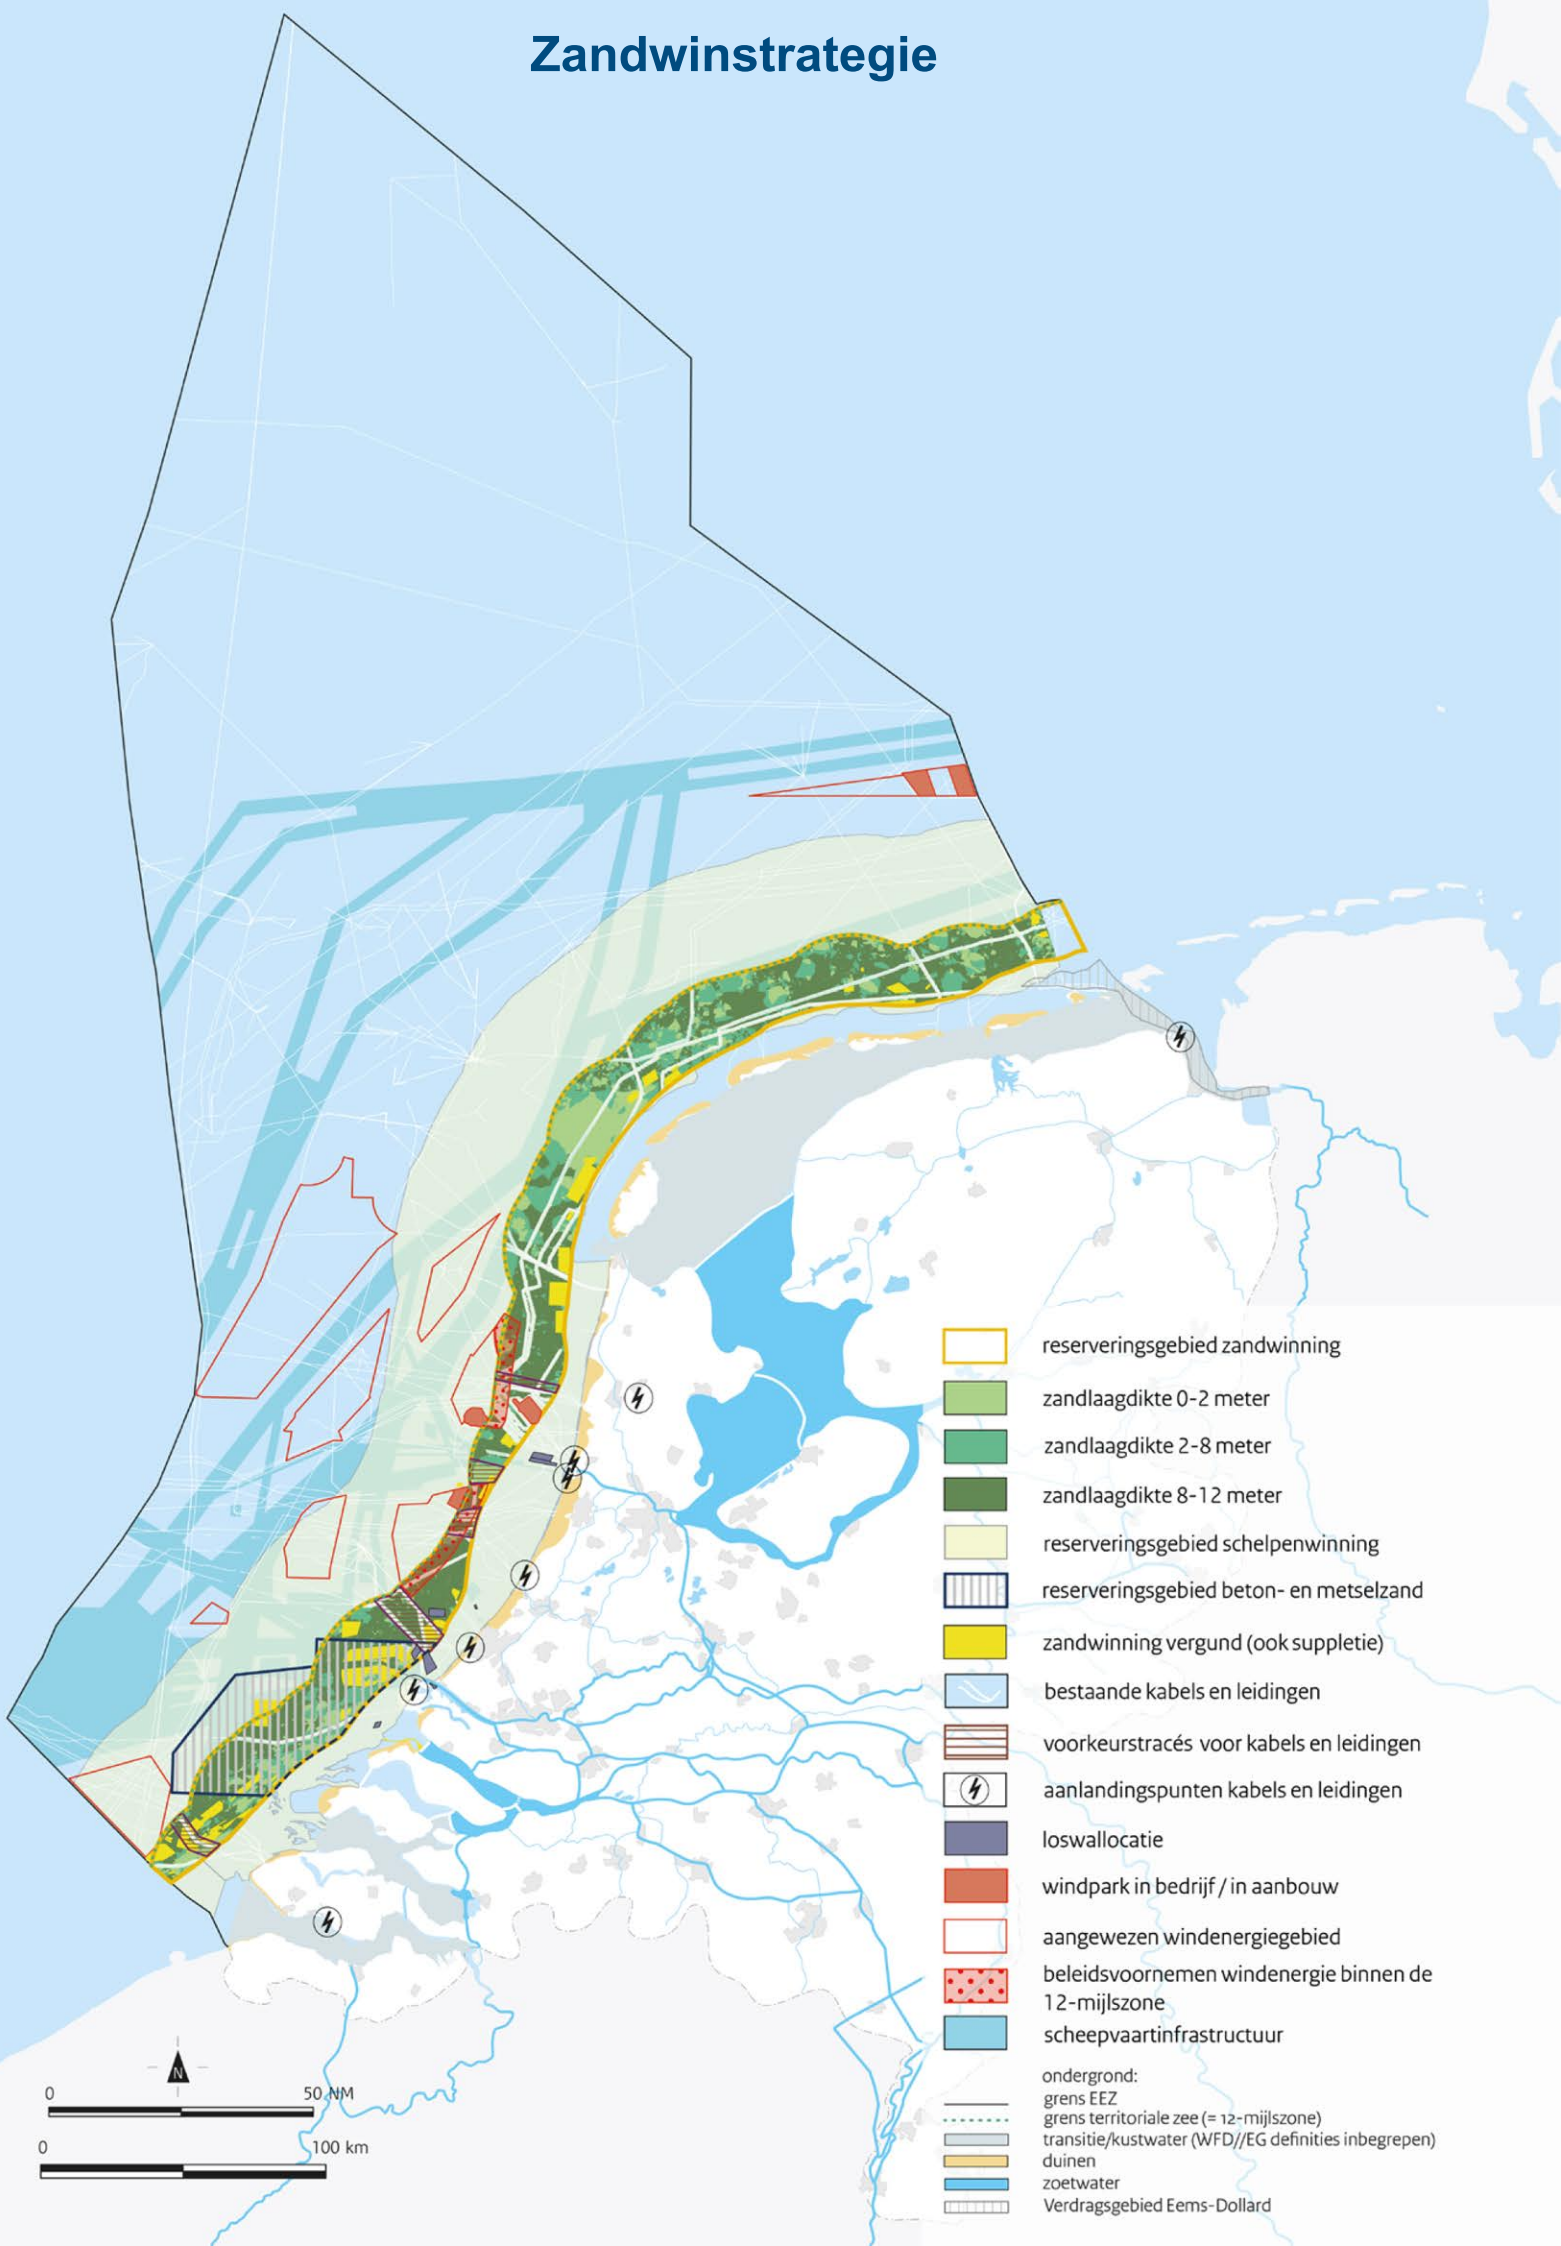 Zandwinstrategie
reserveringsgebied zandwinning
zandlaagdikte 0-2 meter
zandlaagdikte 2-8 meter
zandlaagdikte 8-12 meter
reserveringsgebied schelpenwinning
reserveringsgebied beton- en metselzand
zandwinning vergund (ook suppletie)
bestaande kabels en leidingen
voorkeurstracés voor kabels en leidingen
aanlandingspunten kabels en leidingen
loswallocatie
windpark in bedrijf / in aanbouw
aangewezen windenergiegebied
beleidsvoornemen windenergie binnen de
12-mijlszone
scheepvaartinfrastructuur
ondergrond:
grens EEZ
grens territoriale zee (= 12-mijlszone)
transitie/kustwater (WFD//EG definities inbegrepen)
duinen
zoetwater
Verdragsgebied Eems-Dollard
N
0 50 NM
0 100 km